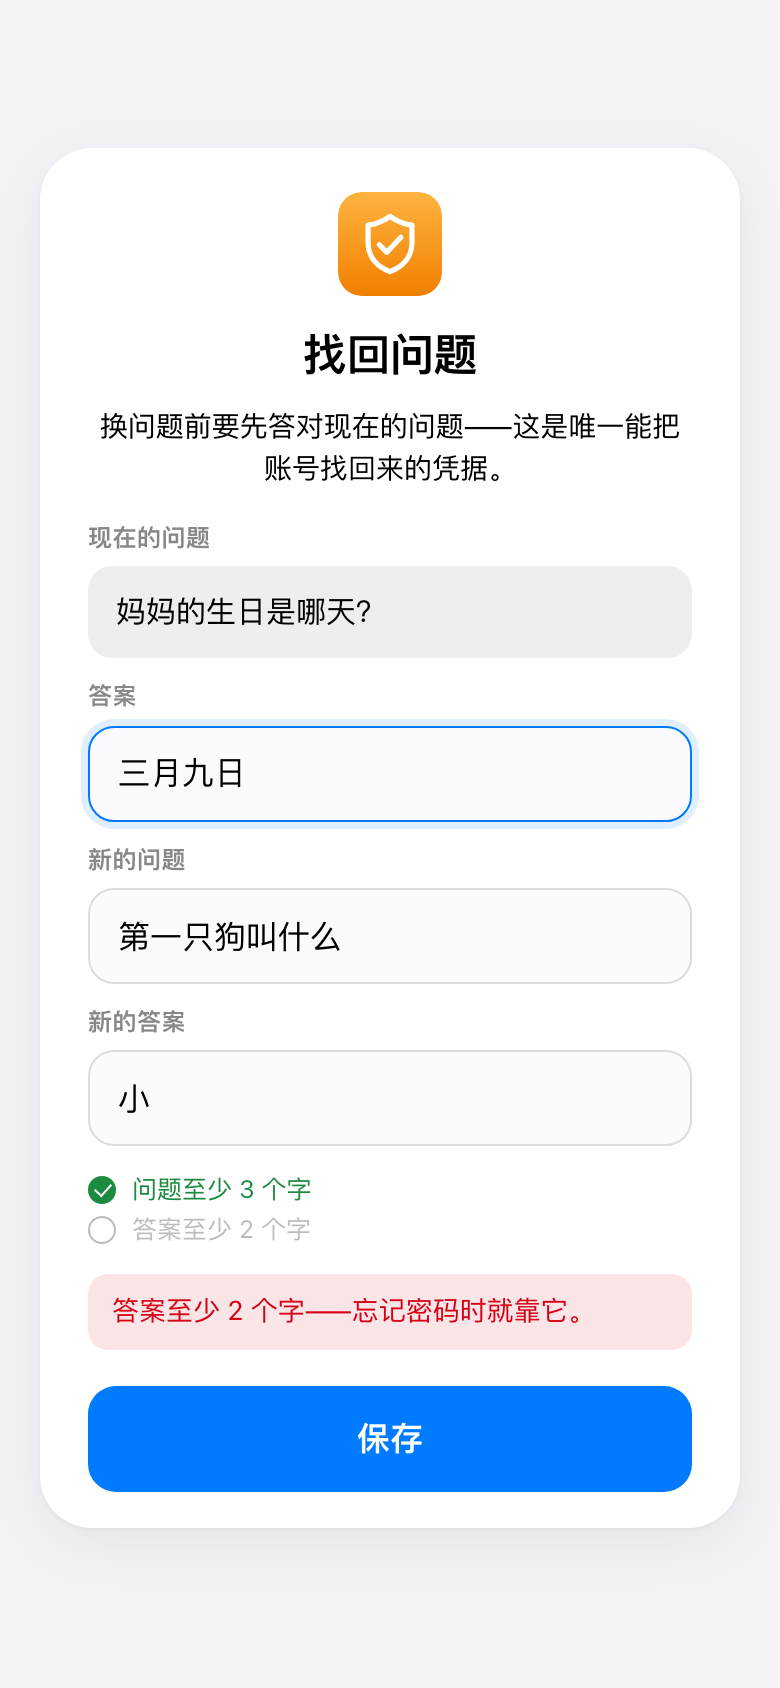 找回问题
换问题前要先答对现在的问题——这是唯一能把
账号找回来的凭据。
现在的问题
妈妈的生日是哪天?
答案
三月九日
新的问题
第一只狗叫什么
新的答案
小
问题至少 3 个字
答案至少 2 个字
答案至少 2 个字——忘记密码时就靠它。
保存